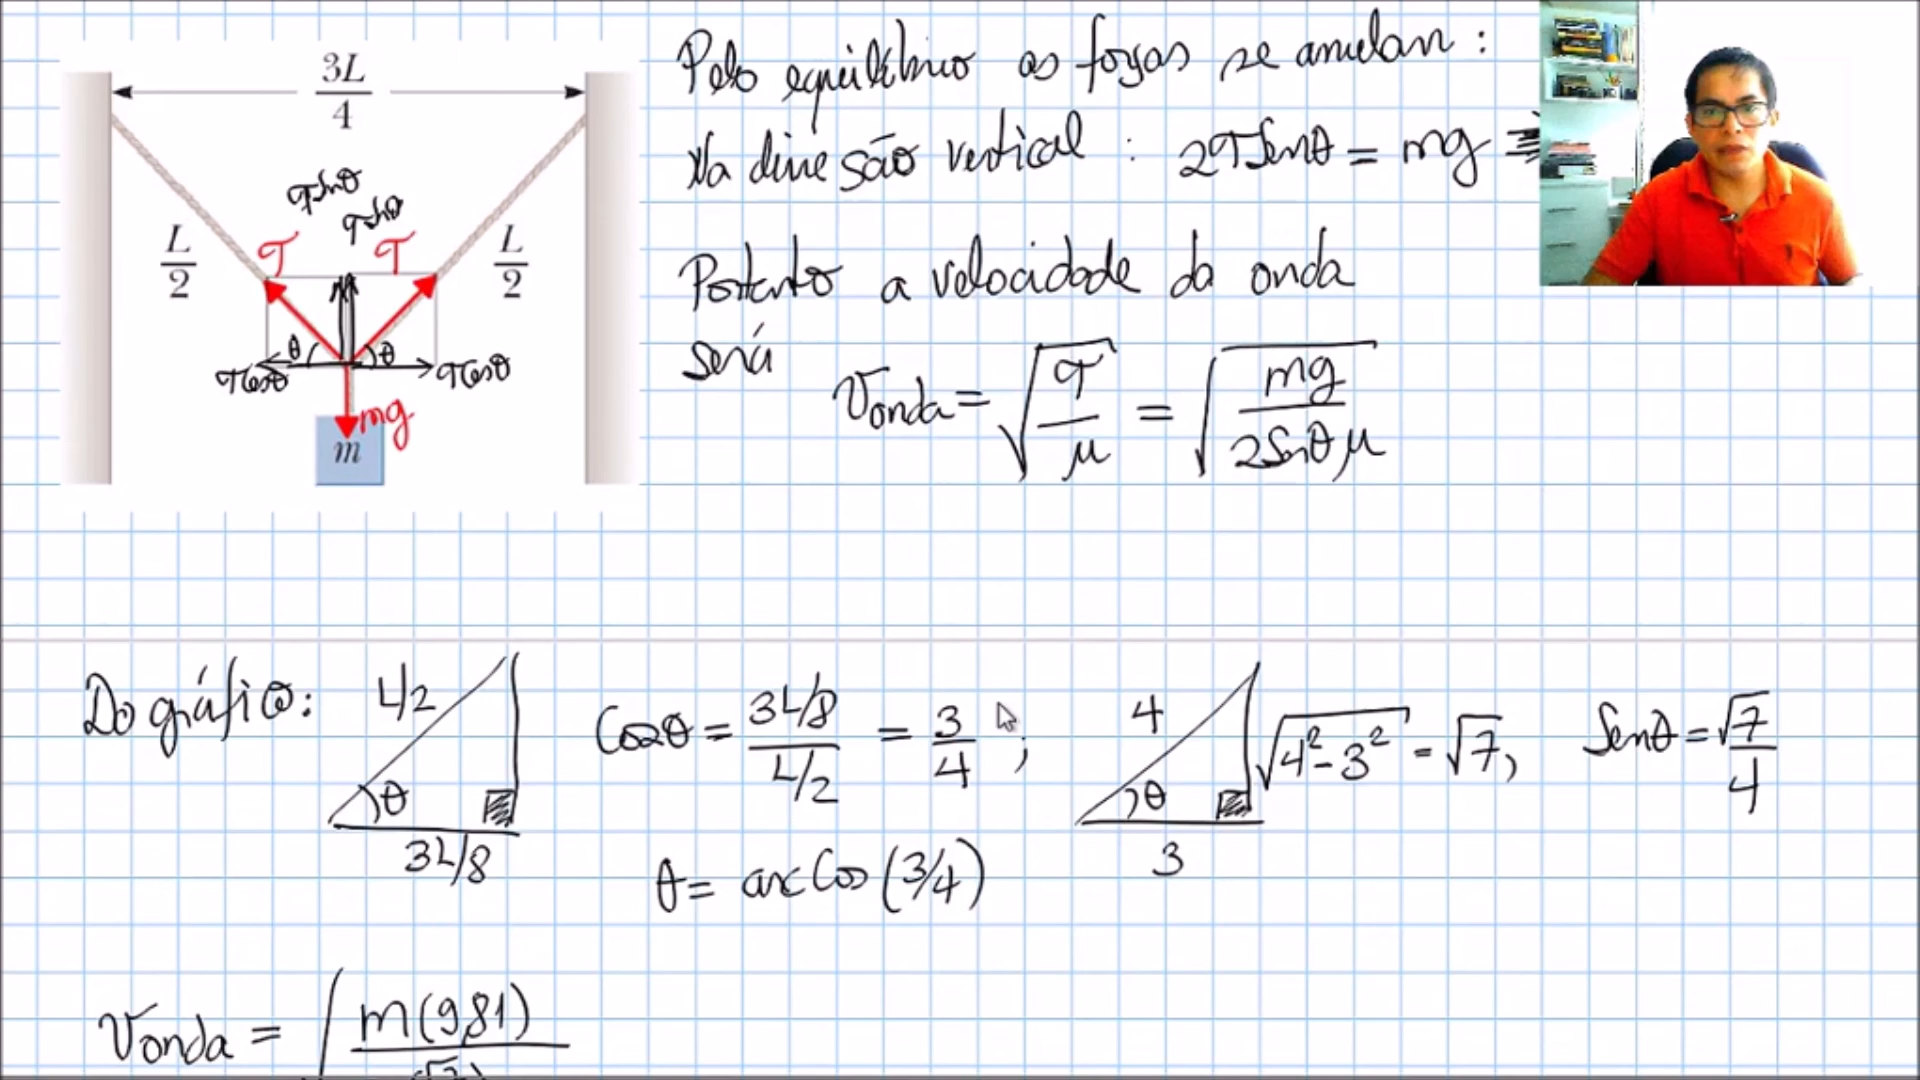 3L/4
Pelo equilíbrio as forças se anulan :
Na dimesão vertical : 2TSenθ = mg
TSenθ
TSenθ
L/2 T T L/2
Portanto a velocidade da onda
será
θ θ
TCosθ TCosθ
mg
m
Vonda = √(T/μ) = √(mg/2Senθμ)
Do gráfico: L/2 θ 3L/8
Cosθ = (3L/8)/(L/2) = 3/4 ;
4 θ 3 √(4²-3²) = √7, Senθ = √7/4
θ = arcCos (3/4)
Vonda = √ m(9,81)